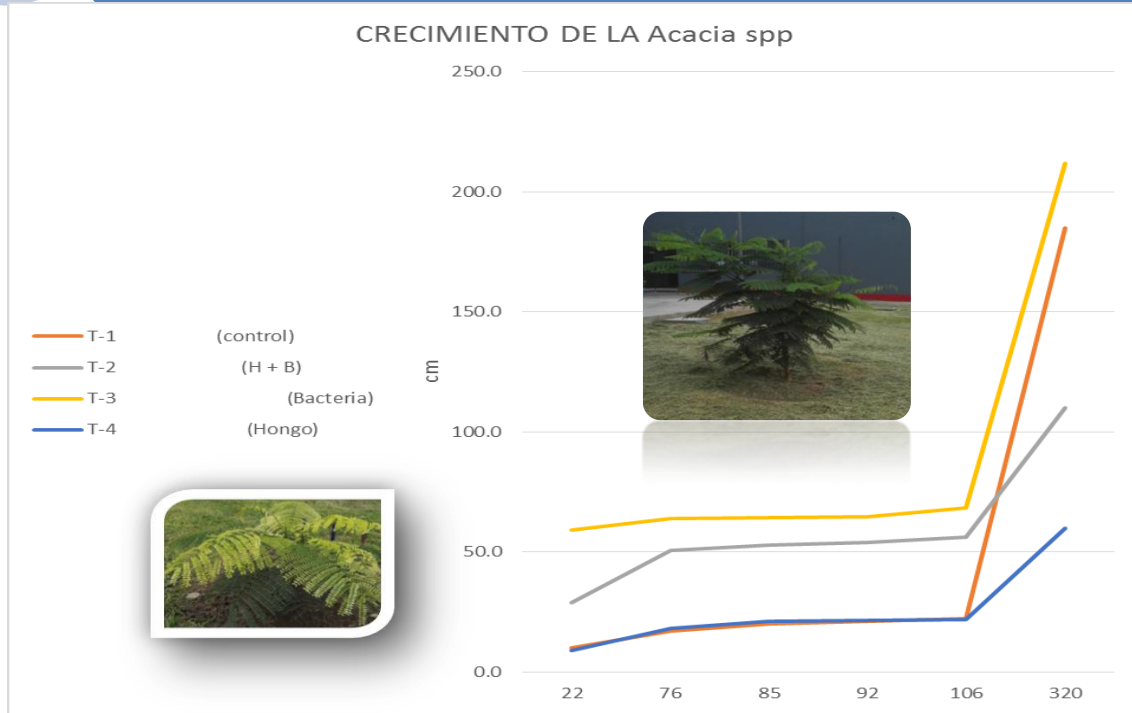 CRECIMIENTO DE LA Acacia spp
250.0
200.0
150.0
100.0
50.0
0.0
cm
T-1 (control)
T-2 (H + B)
T-3 (Bacteria)
T-4 (Hongo)
22 76 85 92 106 320